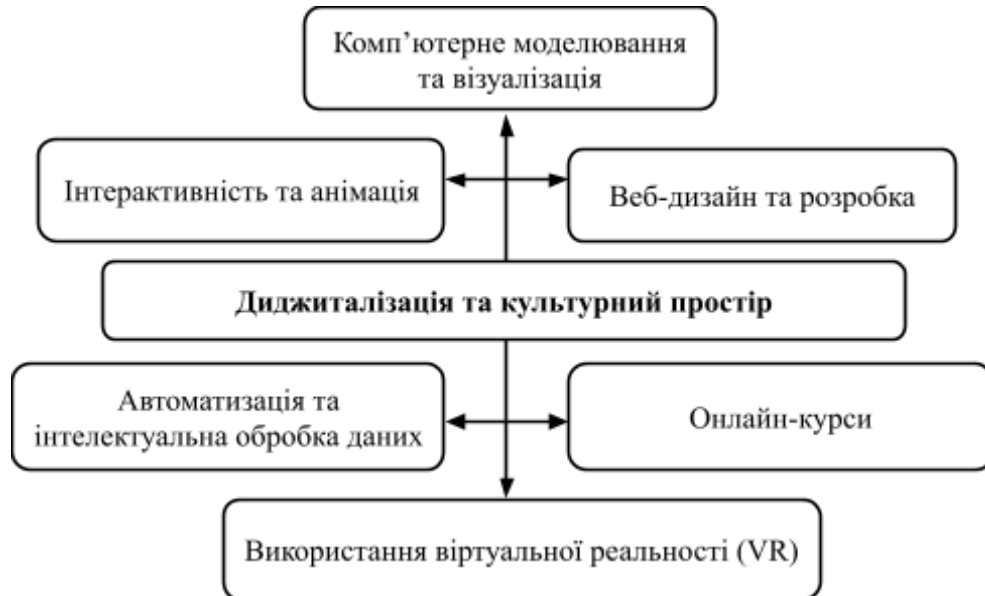 Комп’ютерне моделювання
та візуалізація
Інтерактивність та анімація
Веб-дизайн та розробка
Диджиталізація та культурний простір
Автоматизація та
інтелектуальна обробка даних
Онлайн-курси
Використання віртуальної реальності (VR)